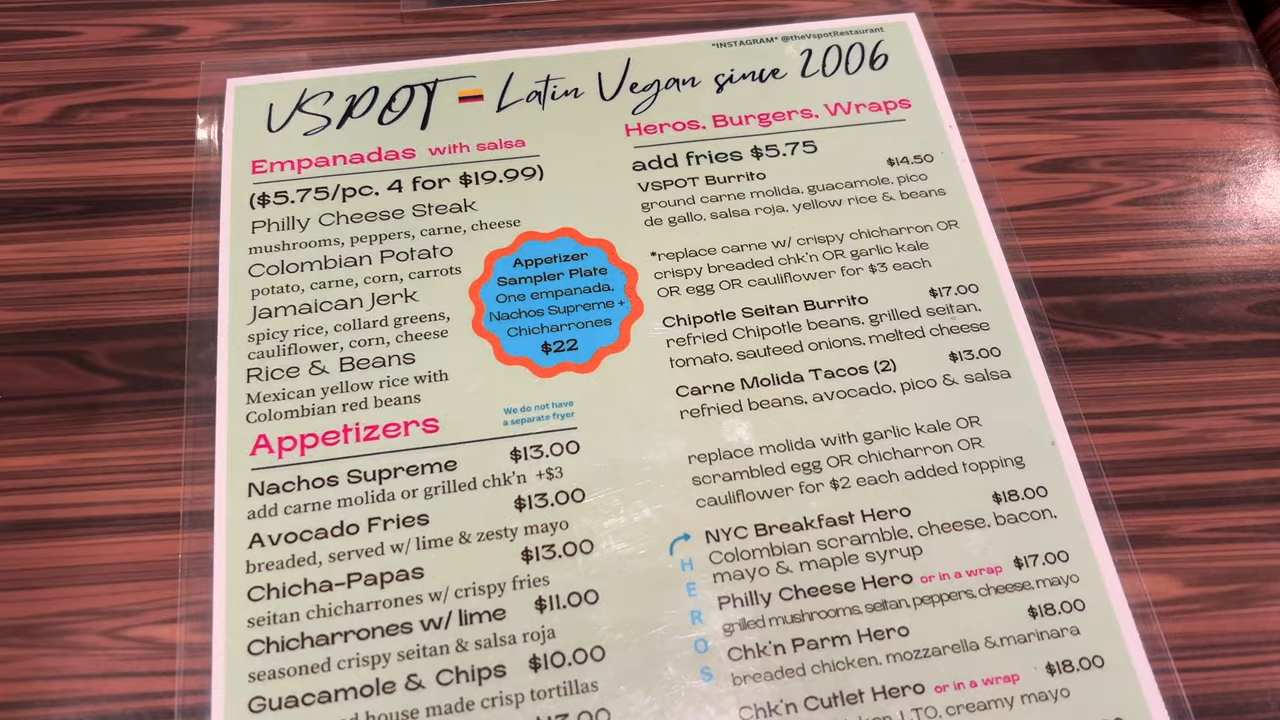 *INSTAGRAM* @theVspotRestaurant
VSPOT Latin Vegan since 2006
Empanadas with salsa
($5.75/pc. 4 for $19.99)
Philly Cheese Steak
mushrooms, peppers, carne, cheese
Colombian Potato
potato, carne, corn, carrots
Jamaican Jerk
spicy rice, collard greens,
cauliflower, corn, cheese
Rice & Beans
Mexican yellow rice with
Colombian red beans
Appetizer
Sampler Plate
One empanada,
Nachos Supreme +
Chicharrones
$22
We do not have
a separate fryer
Appetizers
Nachos Supreme $13.00
add carne molida or grilled chk'n +$3
Avocado Fries $13.00
breaded, served w/ lime & zesty mayo
Chicha-Papas $13.00
seitan chicharrones w/ crispy fries
Chicharrones w/ lime $11.00
seasoned crispy seitan & salsa roja
Guacamole & Chips $10.00
house made crisp tortillas
Heros, Burgers, Wraps
add fries $5.75
VSPOT Burrito $14.50
ground carne molida, guacamole, pico
de gallo, salsa roja, yellow rice & beans
*replace carne w/ crispy chicharron OR
crispy breaded chk'n OR garlic kale
OR egg OR cauliflower for $3 each
Chipotle Seitan Burrito $17.00
refried Chipotle beans, grilled seitan,
tomato, sauteed onions, melted cheese
Carne Molida Tacos (2) $13.00
refried beans, avocado, pico & salsa
replace molida with garlic kale OR
scrambled egg OR chicharron OR
cauliflower for $2 each added topping
HEROS
NYC Breakfast Hero $18.00
Colombian scramble, cheese, bacon,
mayo & maple syrup
Philly Cheese Hero or in a wrap $17.00
grilled mushrooms, seitan, peppers, cheese, mayo
Chk'n Parm Hero $18.00
breaded chicken, mozzarella & marinara
Chk'n Cutlet Hero or in a wrap $18.00
LTO, creamy mayo